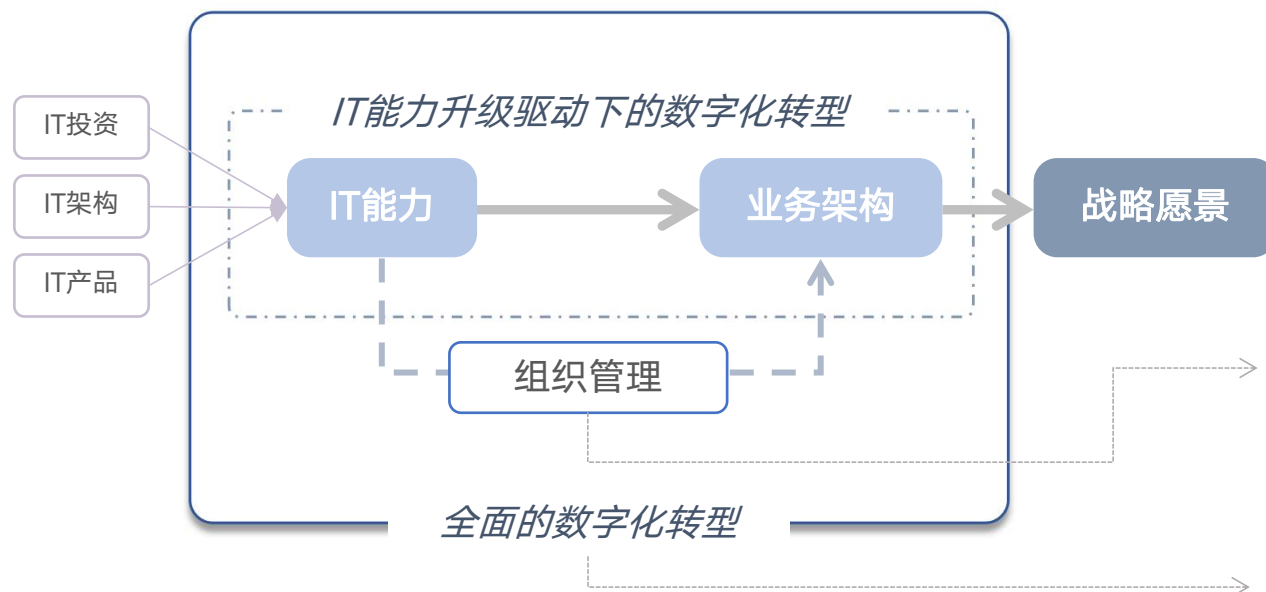 IT能力升级驱动下的数字化转型
IT投资
IT架构
IT产品
IT能力
业务架构
战略愿景
组织管理
全面的数字化转型